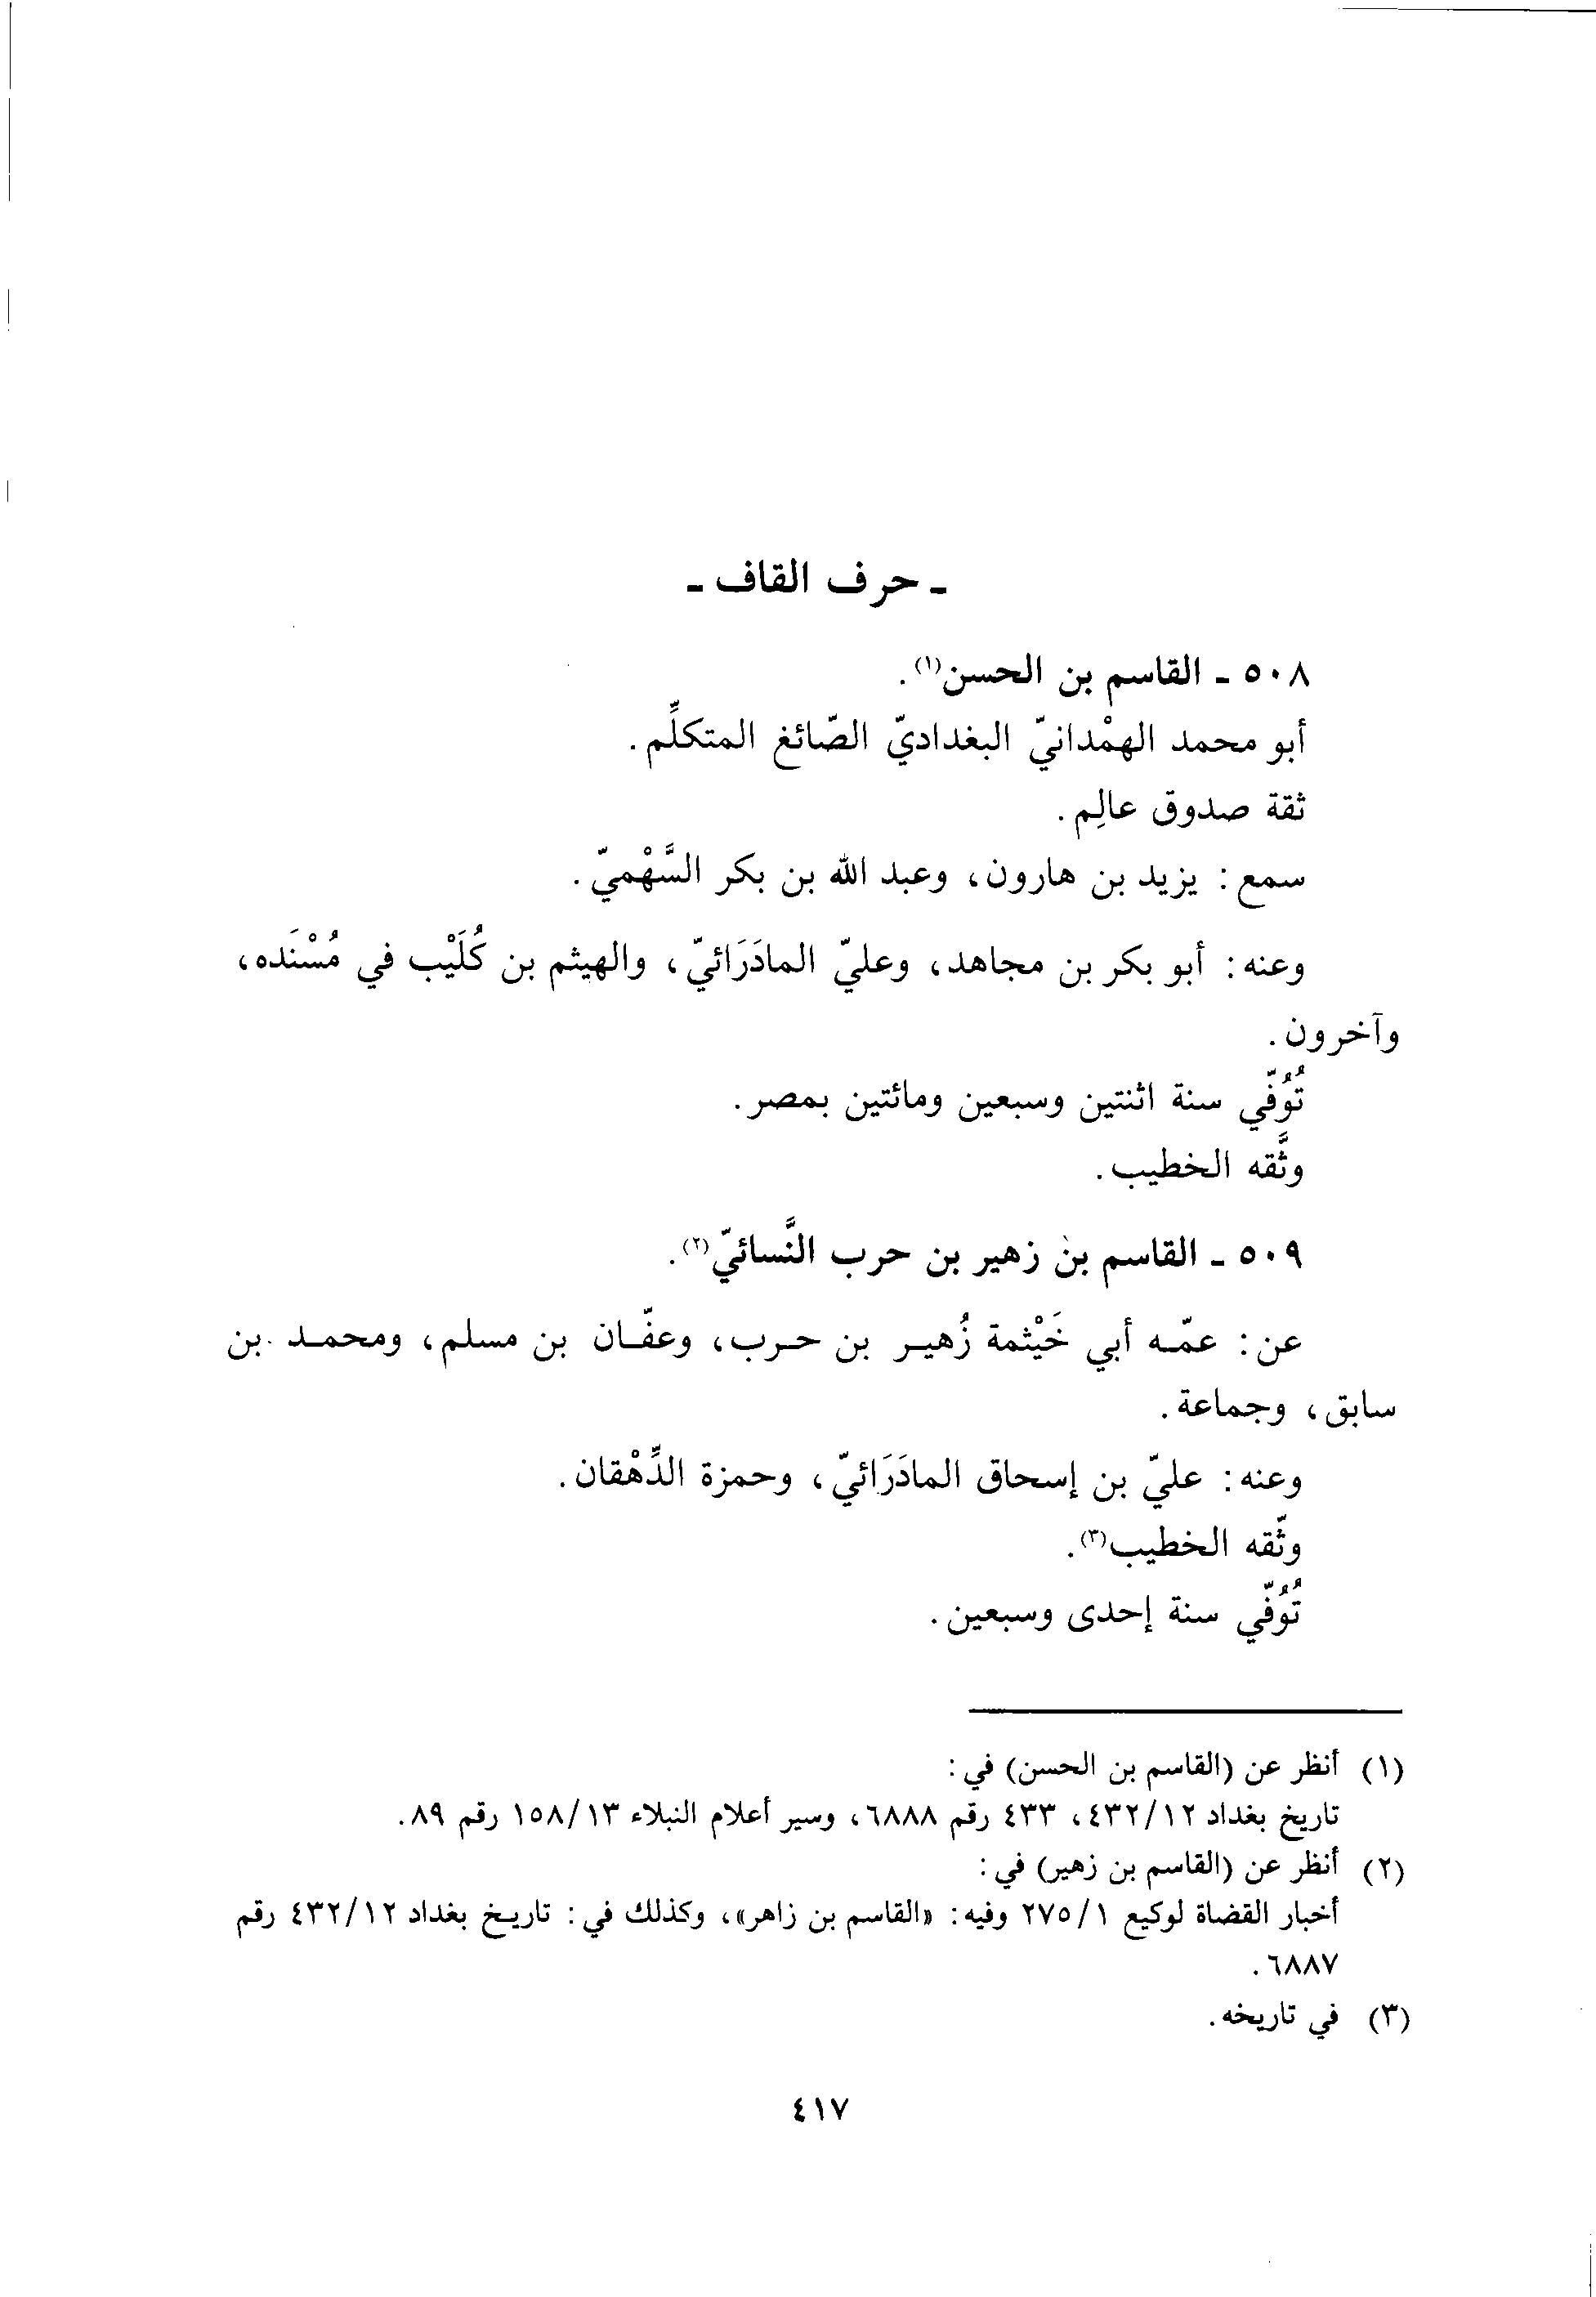 ـ حرف القاف ـ
٥٠٨ ـ القاسم بن الحسن(١).
أبو محمد الهمْدانيّ البغداديّ الصّائغ المتكلِّم.
ثقة صدوق عالِم.
سمع: يزيد بن هارون، وعبد الله بن بكر السَّهْميّ.
وعنه: أبو بكر بن مجاهد، وعليّ المادَرَائيّ، والهيثم بن كُلَيْب في مُسْنَده،
وآخرون.
تُوُفّي سنة اثنتين وسبعين ومائتين بمصر.
وثَّقه الخطيب.
٥٠٩ ـ القاسم بن زهير بن حرب النَّسائيّ(٢).
عن: عمّـه أبي خَيْثمة زُهيـر بن حـرب، وعفّـان بن مسلم، ومحمـد بن
سابق، وجماعة.
وعنه: عليّ بن إسحاق المادَرَائيّ، وحمزة الدِّهْقان.
وثّقه الخطيب(٣).
تُوُفّي سنة إحدى وسبعين.
(١) أنظر عن (القاسم بن الحسن) في:
تاريخ بغداد ٤٣٢/١٢، ٤٣٣ رقم ٦٨٨٨، وسير أعلام النبلاء ١٥٨/١٣ رقم ٨٩.
(٢) أنظر عن (القاسم بن زهير) في:
أخبار القضاة لوكيع ٢٧٥/١ وفيه: «القاسم بن زاهر»، وكذلك في: تاريـخ بغداد ٤٣٢/١٢ رقم
٦٨٨٧.
(٣) في تاريخه.
٤١٧